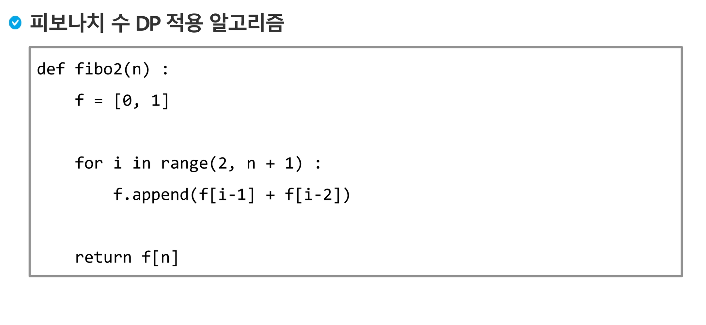 피보나치 수 DP 적용 알고리즘
def fibo2(n) :
    f = [0, 1]
    for i in range(2, n + 1) :
        f.append(f[i-1] + f[i-2])
    return f[n]